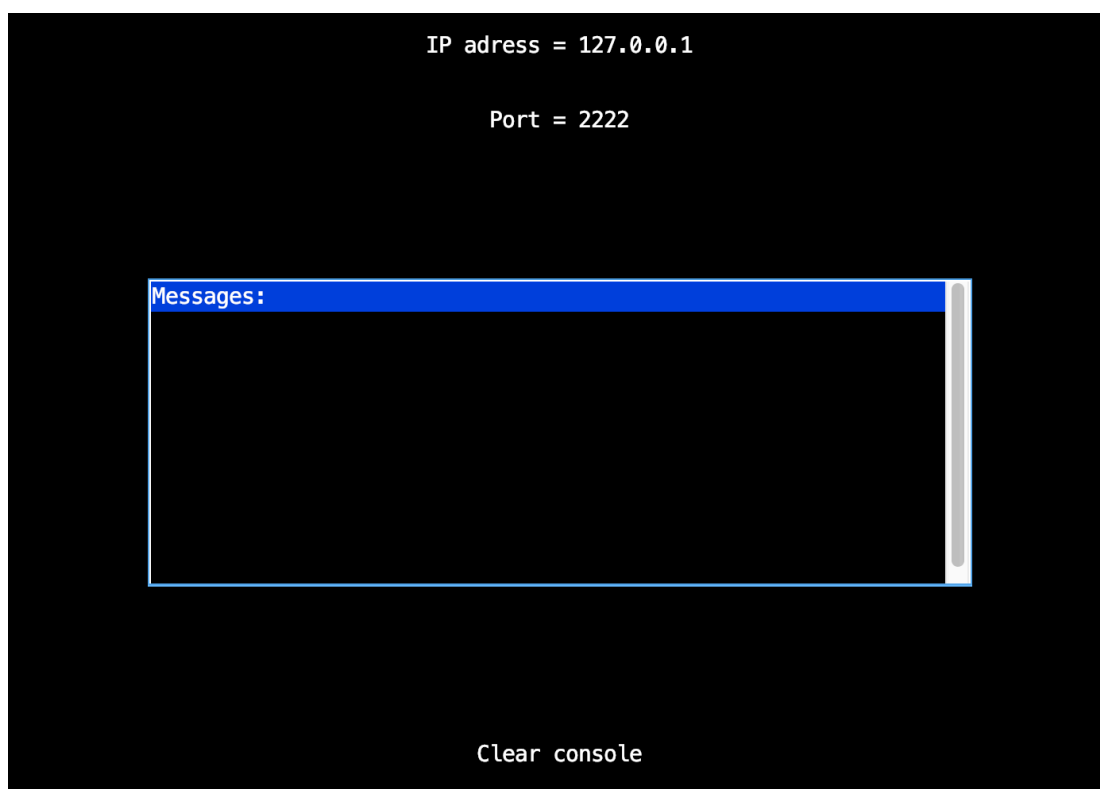 IP adress = 127.0.0.1
Port = 2222
Messages:
Clear console